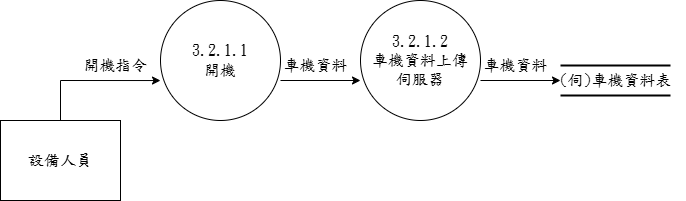 3.2.1.1
開機
3.2.1.2
車機資料上傳
伺服器
開機指令
車機資料
車機資料
(伺)車機資料表
設備人員